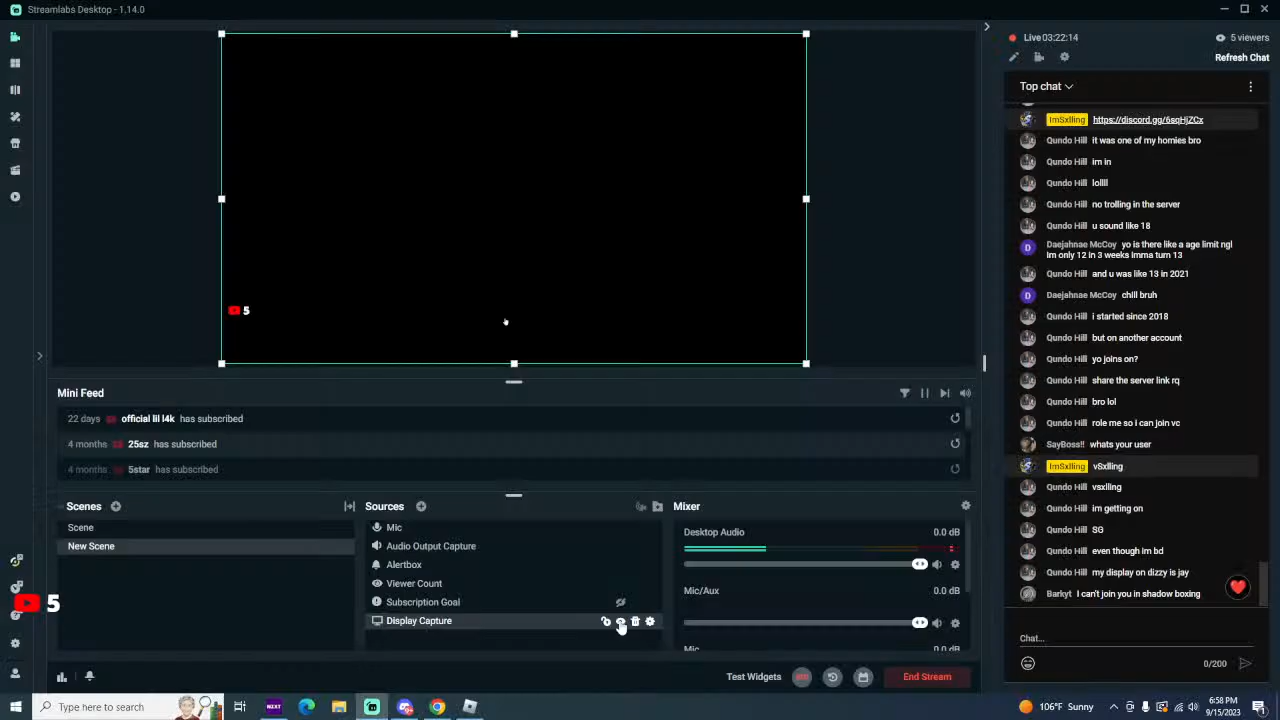 Streamlabs Desktop - 1.14.0
5
Mini Feed
22 days official lil l4k has subscribed
4 months 25sz has subscribed
4 months 5star has subscribed
Scenes
Scene
New Scene
5
Sources
Mic
Audio Output Capture
Alertbox
Viewer Count
Subscription Goal
Display Capture
Mixer
Desktop Audio 0.0 dB
Mic/Aux 0.0 dB
Mic
Test Widgets
REC
End Stream
Live 03:22:14 5 viewers
Refresh Chat
Top chat
ImSxlling https://discord.gg/6sqHjZCx
Qundo Hill it was one of my homies bro
Qundo Hill im in
Qundo Hill lollll
Qundo Hill no trolling in the server
Qundo Hill u sound like 18
Daejahnae McCoy yo is there like a age limit ngl
Im only 12 in 3 weeks Imma turn 13
Qundo Hill and u was like 13 in 2021
Daejahnae McCoy chill bruh
Qundo Hill i started since 2018
Qundo Hill but on another account
Qundo Hill yo joins on?
Qundo Hill share the server link rq
Qundo Hill bro lol
Qundo Hill role me so i can join vc
SayBoss!! whats your user
ImSxlling vSxlling
Qundo Hill vsxlling
Qundo Hill im getting on
Qundo Hill SG
Qundo Hill even though im bd
Qundo Hill my display on dizzy is jay
Barkyt I can't join you in shadow boxing
Chat...
0/200
Type here to search
NZXT
106°F Sunny
6:58 PM
9/15/2023